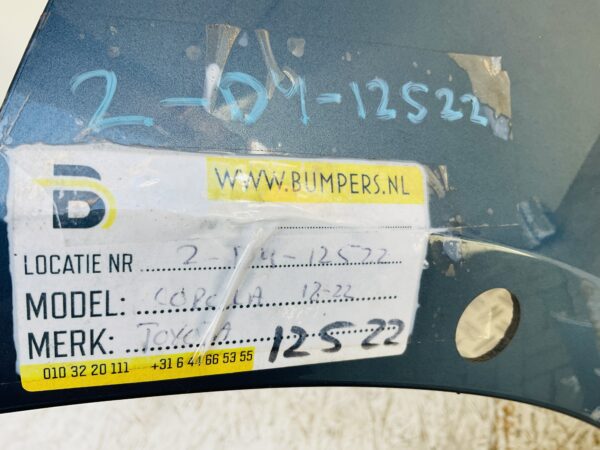 2-D4-12522
B
WWW.BUMPERS.NL
LOCATIE NR 2-D4-12522
MODEL: COROLLA 18-22
MERK: TOYOTA 12522
010 32 20 111 +31 6 44 66 53 55